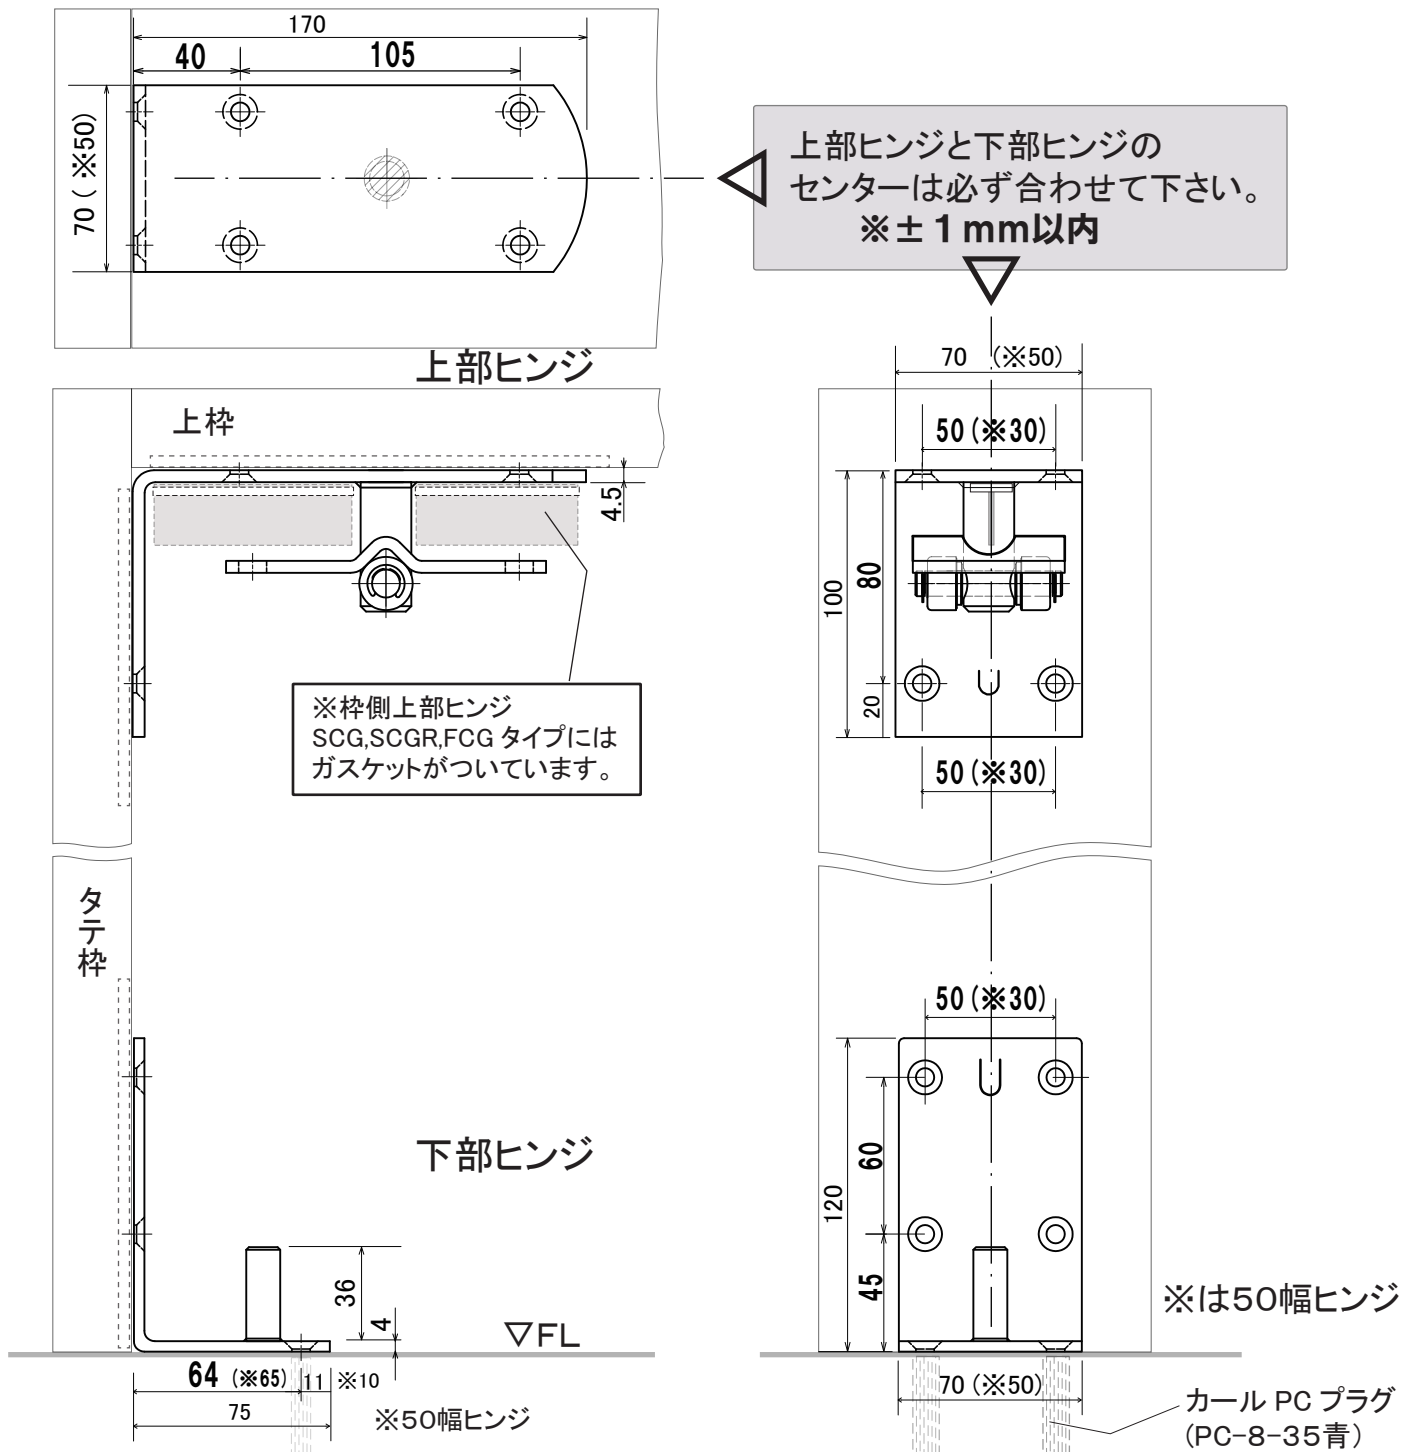 170
40
105
70 (※50)
上部ヒンジと下部ヒンジの
センターは必ず合わせて下さい。
※±1mm以内
上部ヒンジ
上枠
4.5
※枠側上部ヒンジ
SCG,SCGR,FCG タイプには
ガスケットがついています。
タテ枠
70 (※50)
50(※30)
100
80
20
50(※30)
下部ヒンジ
36
4
▽FL
64 (※65) 11 ※10
75
※50幅ヒンジ
50(※30)
120
60
45
70(※50)
※は50幅ヒンジ
カール PC プラグ
(PC-8-35青)